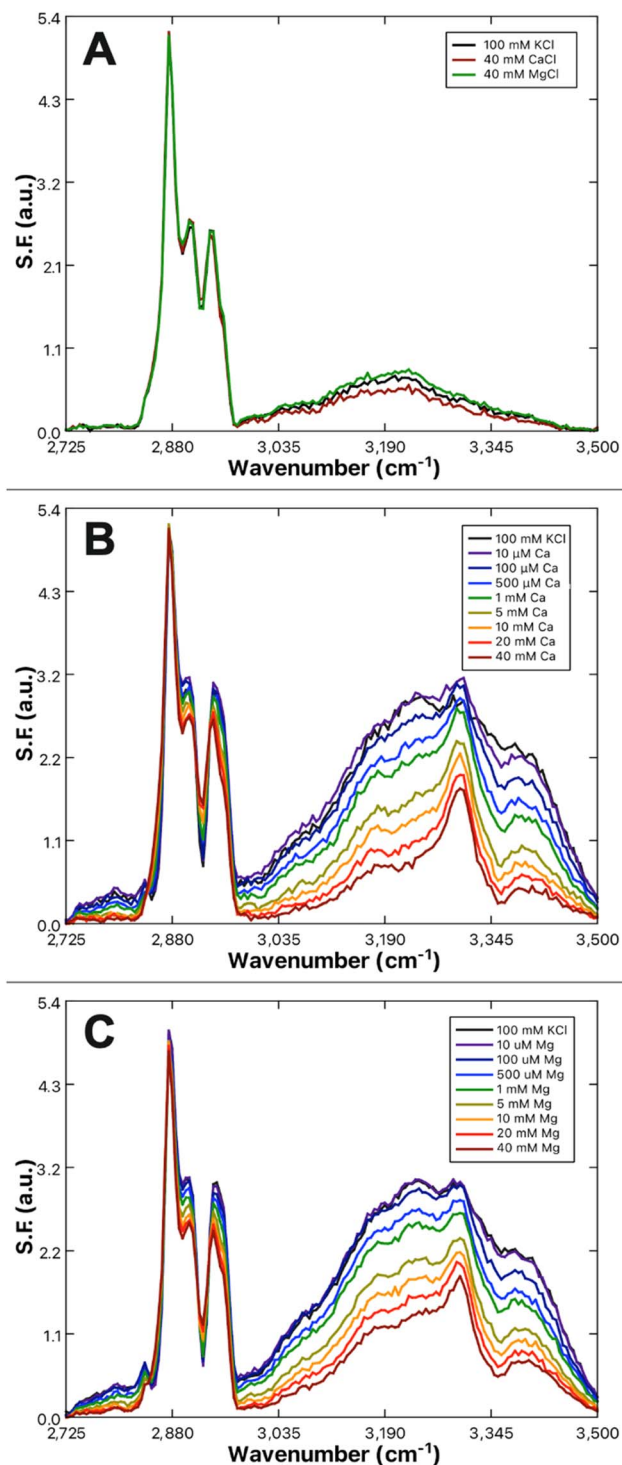 A
5.4
4.3
3.2
2.1
1.1
0.0
S.F. (a.u.)
100 mM KCl
40 mM CaCl
40 mM MgCl
2,725 2,880 3,035 3,190 3,345 3,500
Wavenumber (cm⁻¹)
B
5.4
4.3
3.2
2.2
1.1
0.0
S.F. (a.u.)
100 mM KCl
10 µM Ca
100 µM Ca
500 µM Ca
1 mM Ca
5 mM Ca
10 mM Ca
20 mM Ca
40 mM Ca
2,725 2,880 3,035 3,190 3,345 3,500
Wavenumber (cm⁻¹)
C
5.4
4.3
3.2
2.2
1.1
0.0
S.F. (a.u.)
100 mM KCl
10 uM Mg
100 uM Mg
500 uM Mg
1 mM Mg
5 mM Mg
10 mM Mg
20 mM Mg
40 mM Mg
2,725 2,880 3,035 3,190 3,345 3,500
Wavenumber (cm⁻¹)